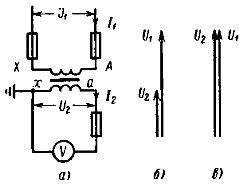 U₁ I₁ U₁ U₂ U₁
X A
x a U₂
U₂ I₂
V
а) б) в)